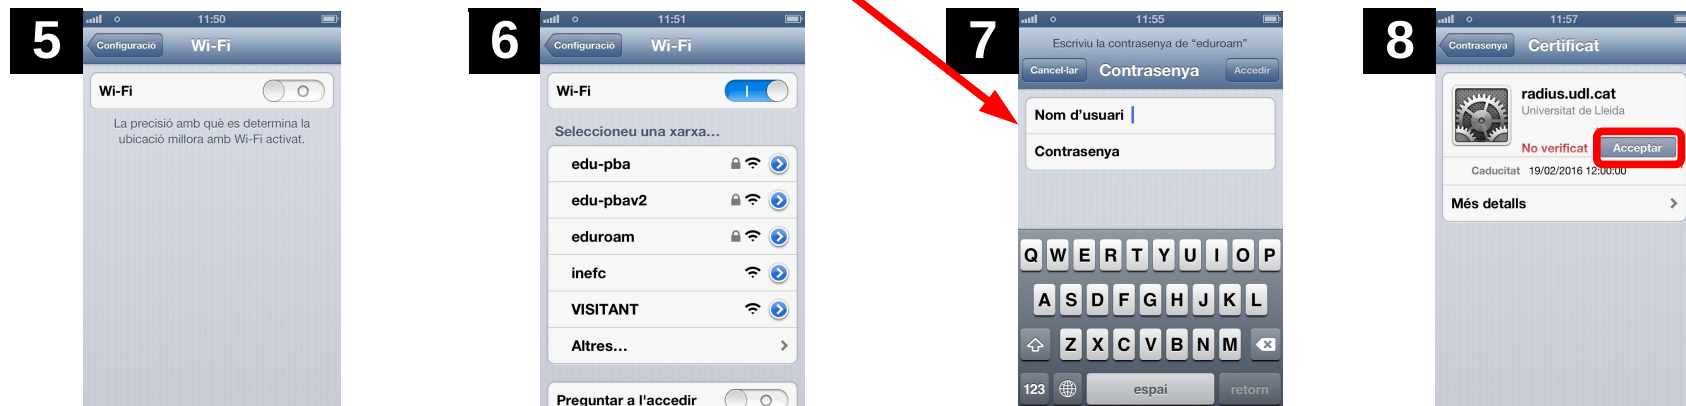 5
11:50
Configuració Wi-Fi
Wi-Fi
La precisió amb què es determina la
ubicació millora amb Wi-Fi activat.
6
11:51
Configuració Wi-Fi
Wi-Fi
Seleccioneu una xarxa...
edu-pba
edu-pbav2
eduroam
inefc
VISITANT
Altres...
Preguntar a l'accedir
7
11:55
Escriviu la contrasenya de “eduroam”
Cancel·lar Contrasenya Accedir
Nom d’usuari
Contrasenya
Q W E R T Y U I O P
A S D F G H J K L
Z X C V B N M
123 espai retorn
8
11:57
Contrasenya Certificat
radius.udl.cat
Universitat de Lleida
No verificat Acceptar
Caducitat 19/02/2016 12:00:00
Més detalls